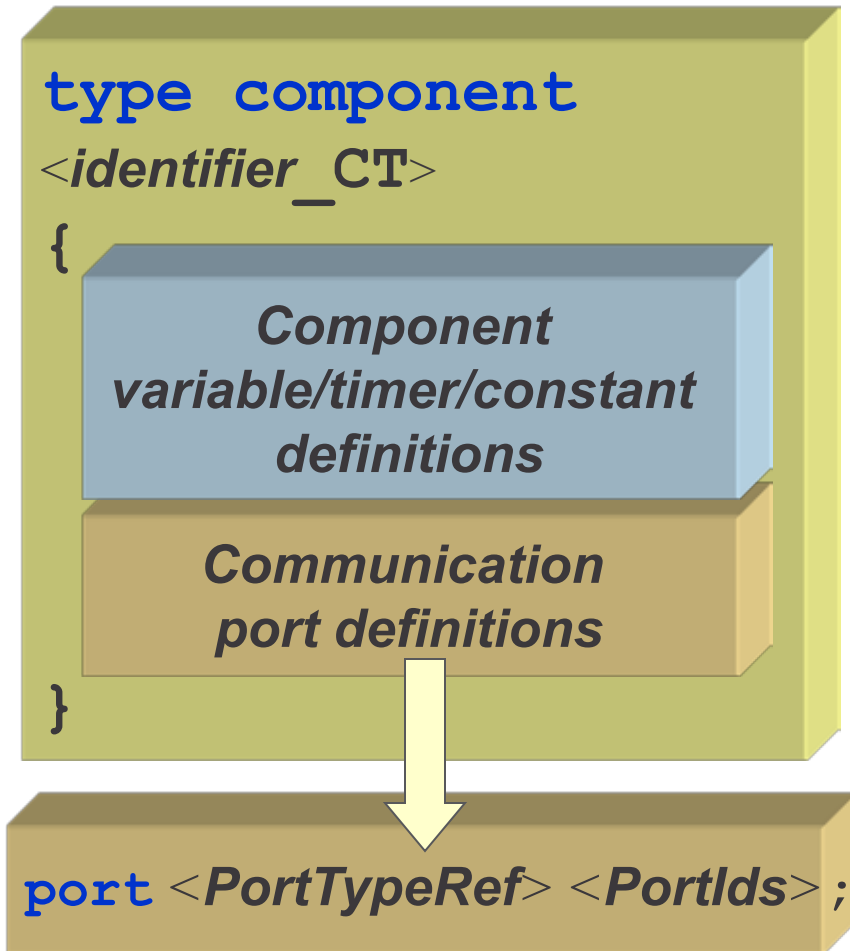 type component
<identifier_CT>
{
Component
variable/timer/constant
definitions
Communication
port definitions
}
port <PortTypeRef> <PortIds>;